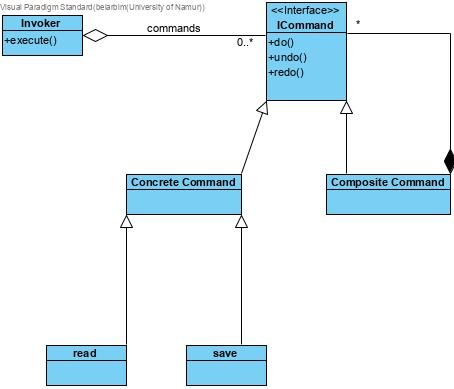 Visual Paradigm Standard(belarbim(University of Namur))
Invoker
+execute()
commands
0..*
<<Interface>>
ICommand
+do()
+undo()
+redo()
*
Concrete Command
Composite Command
read
save